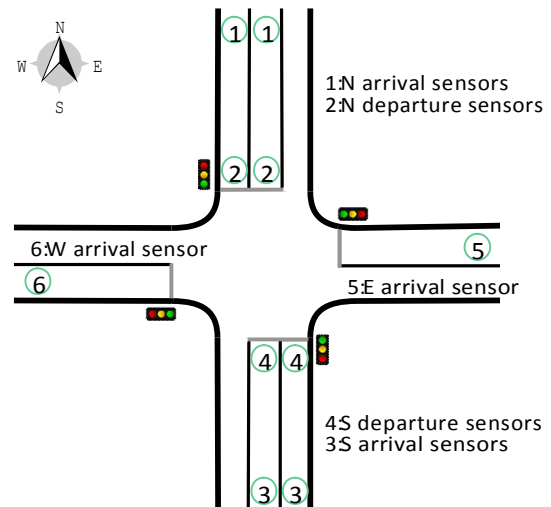 N
W E
S
1 1
1:N arrival sensors
2:N departure sensors
2 2
6:W arrival sensor
5
6
5:E arrival sensor
4 4
4:S departure sensors
3:S arrival sensors
3 3